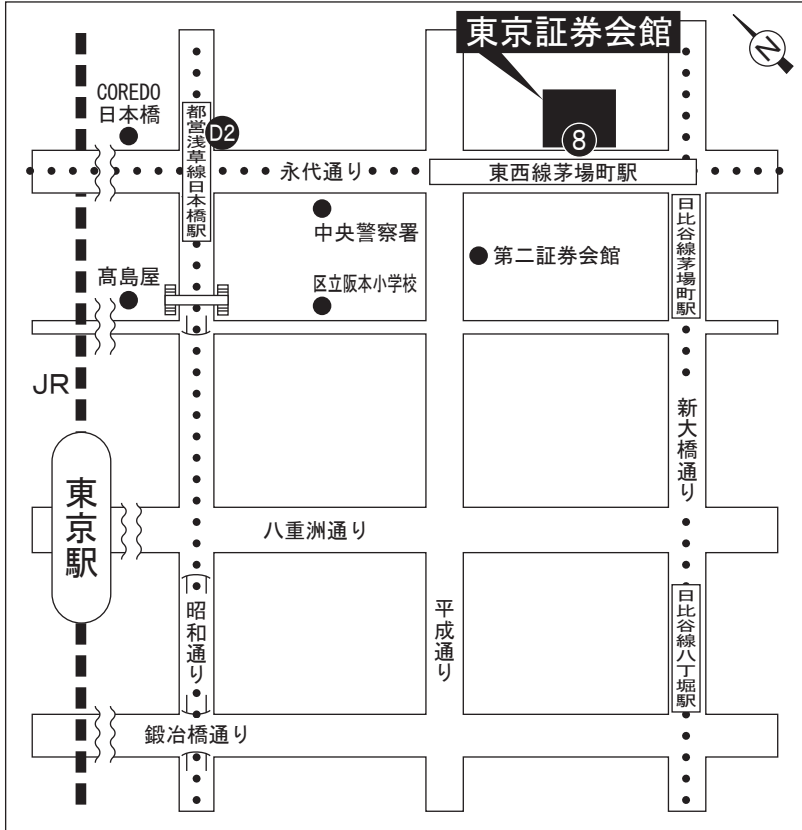 東京証券会館
N
COREDO
日本橋
都営浅草線日本橋駅
D2
8
永代通り
東西線茅場町駅
中央警察署
第二証券会館
日比谷線茅場町駅
髙島屋
区立阪本小学校
JR
新大橋通り
東京駅
八重洲通り
昭和通り
平成通り
日比谷線八丁堀駅
鍛冶橋通り